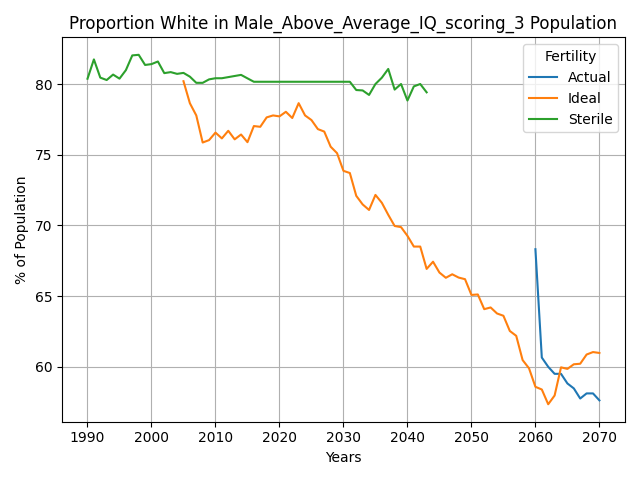 Proportion White in Male_Above_Average_IQ_scoring_3 Population
Fertility
Actual
Ideal
Sterile
% of Population
80
75
70
65
60
1990 2000 2010 2020 2030 2040 2050 2060 2070
Years